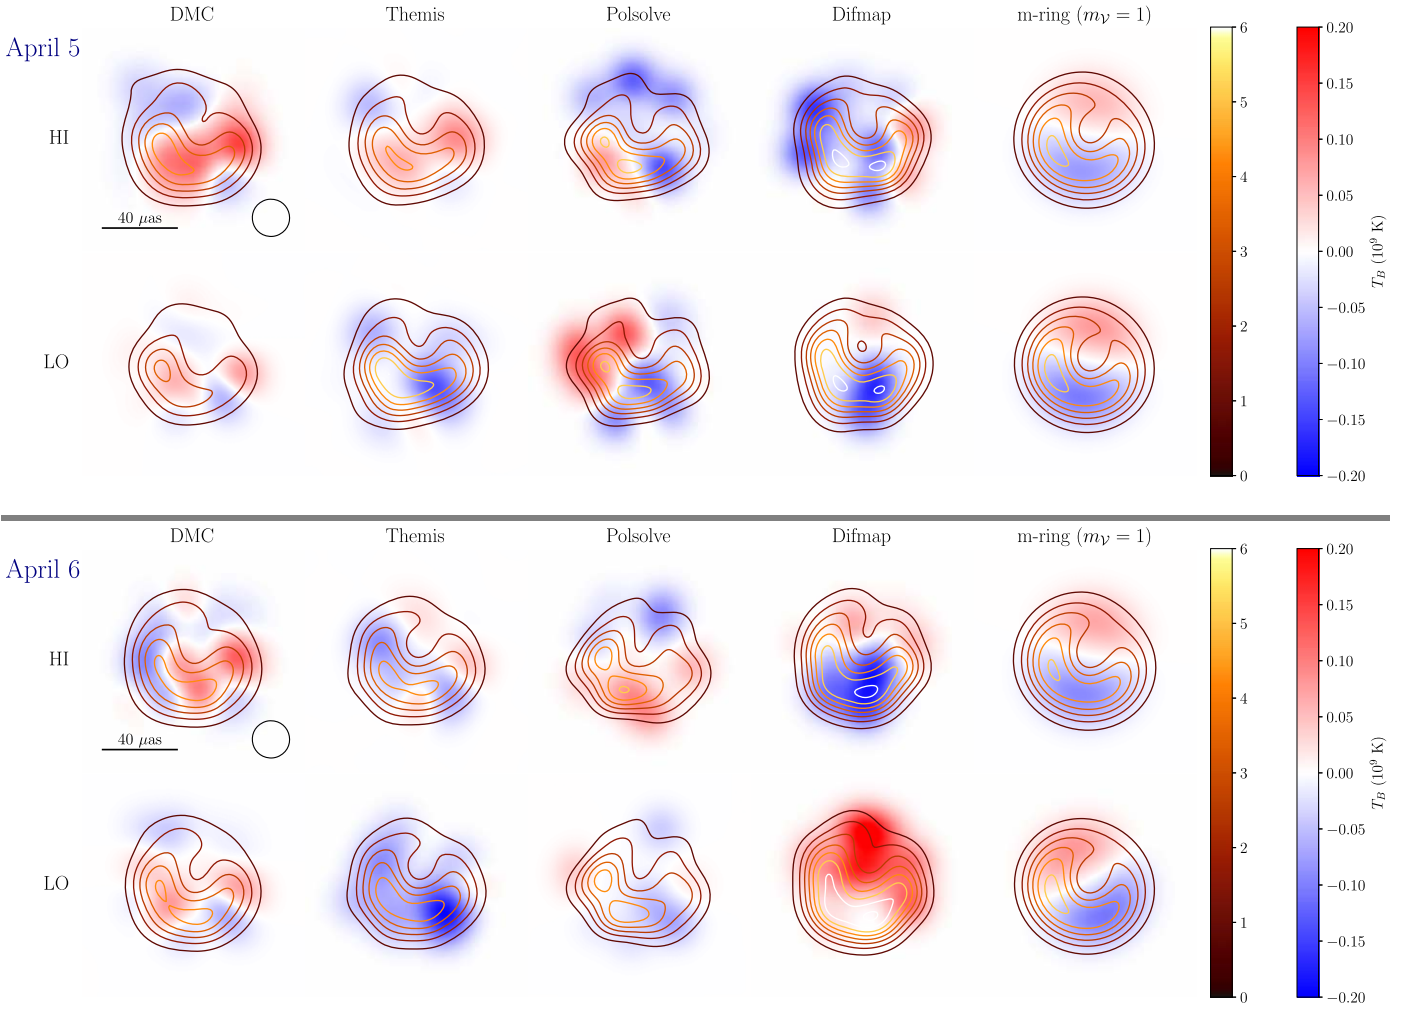 DMC Themis Polsolve Difmap m-ring (m𝒱 = 1)
April 5
HI
40 μas
LO
6
5
4
3
2
1
0
0.20
0.15
0.10
0.05
0.00
−0.05
−0.10
−0.15
−0.20
T_B (10⁹ K)
DMC Themis Polsolve Difmap m-ring (m𝒱 = 1)
April 6
HI
40 μas
LO
6
5
4
3
2
1
0
0.20
0.15
0.10
0.05
0.00
−0.05
−0.10
−0.15
−0.20
T_B (10⁹ K)